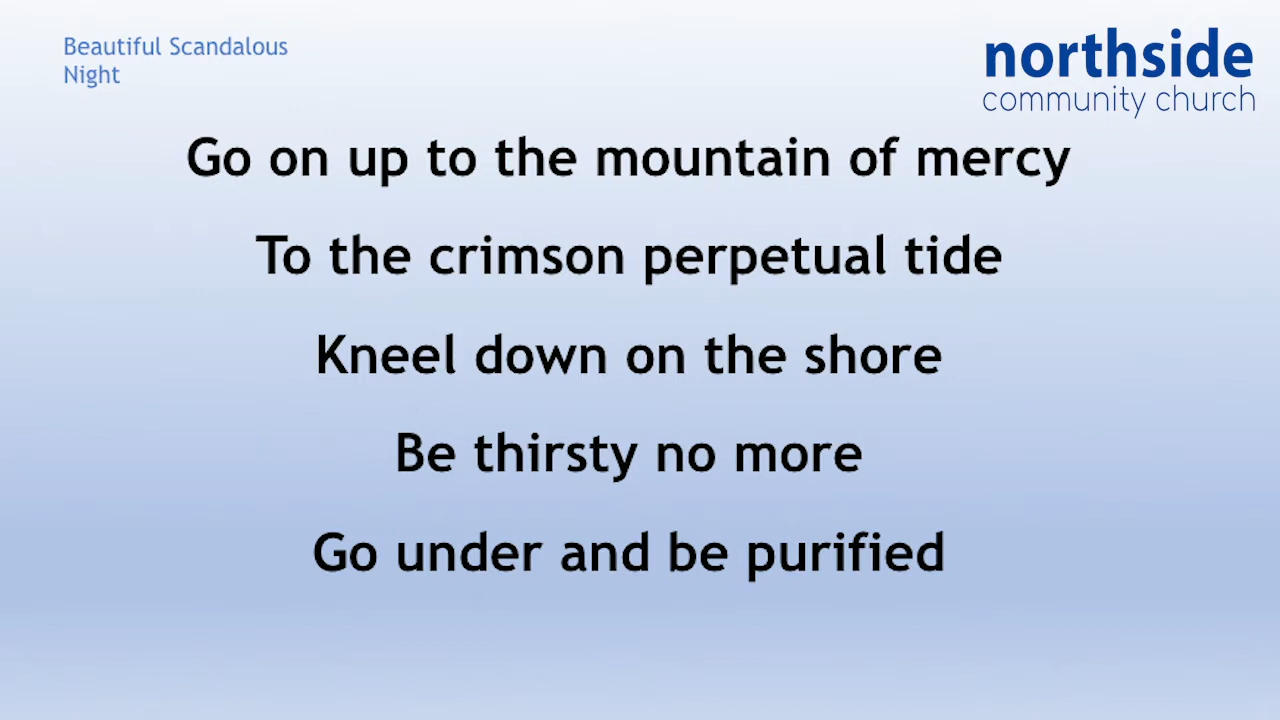 Beautiful Scandalous
Night
northside
community church
Go on up to the mountain of mercy
To the crimson perpetual tide
Kneel down on the shore
Be thirsty no more
Go under and be purified